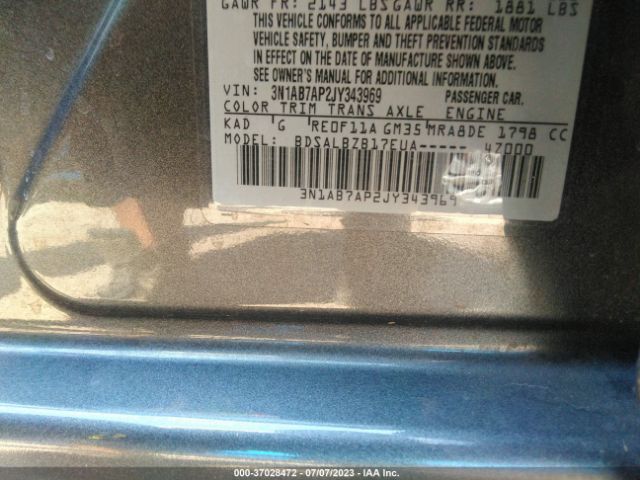 GAWR FR: 2143 LBS GAWR RR: 1881 LBS
THIS VEHICLE CONFORMS TO ALL APPLICABLE FEDERAL MOTOR
VEHICLE SAFETY, BUMPER AND THEFT PREVENTION STANDARDS
IN EFFECT ON THE DATE OF MANUFACTURE SHOWN ABOVE.
SEE OWNER'S MANUAL FOR ADDITIONAL INFORMATION.
VIN: 3N1AB7AP2JY343969 PASSENGER CAR.
COLOR TRIM TRANS AXLE ENGINE
KAD G RE0F11A GM35 MRA8DE 1798 CC
MODEL: BDSALBZB17EUA----- 47000
3N1AB7AP2JY343969
000-37028472 - 07/07/2023 - IAA Inc.